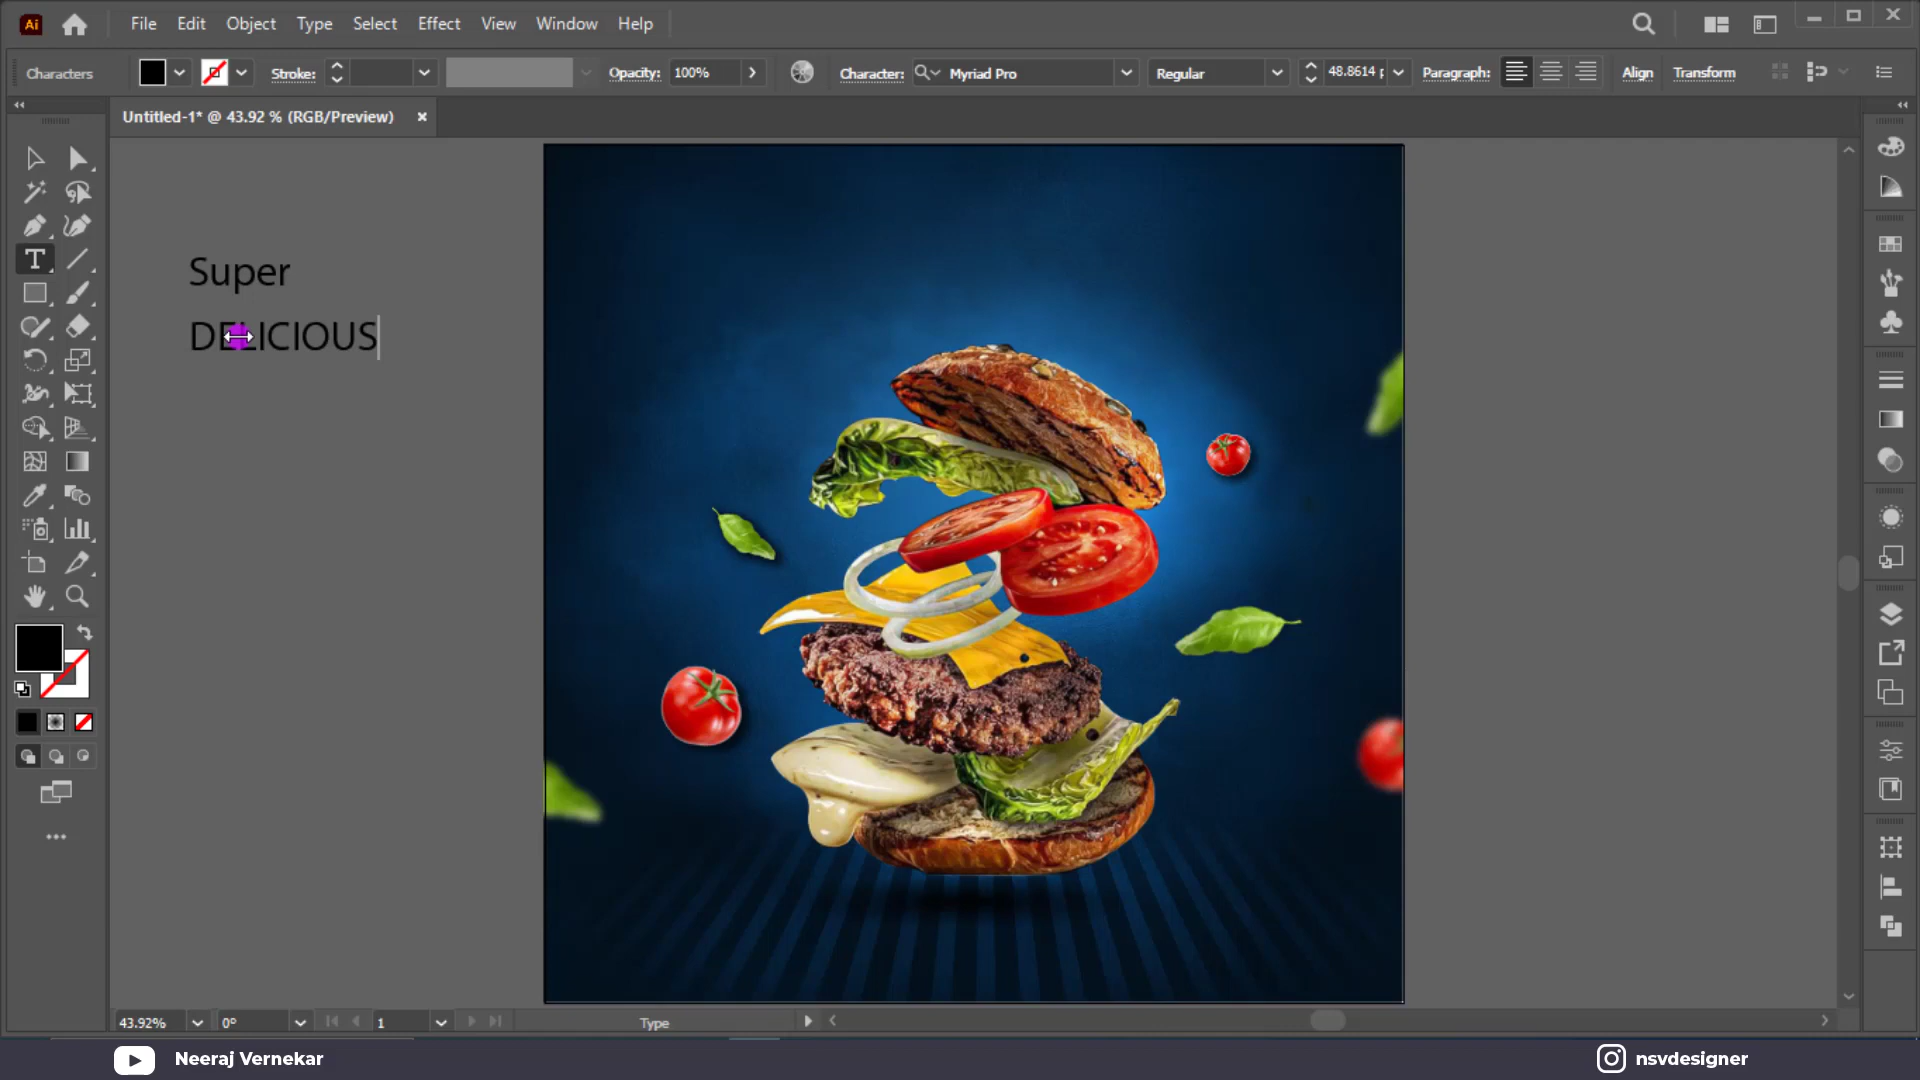 Ai File Edit Object Type Select Effect View Window Help
Characters Stroke: Opacity: 100% Character: Myriad Pro Regular 48.8614 p Paragraph: Align Transform
Untitled-1* @ 43.92 % (RGB/Preview) ×
Super
DELICIOUS
43.92% 0° 1 Type
Neeraj Vernekar nsvdesigner